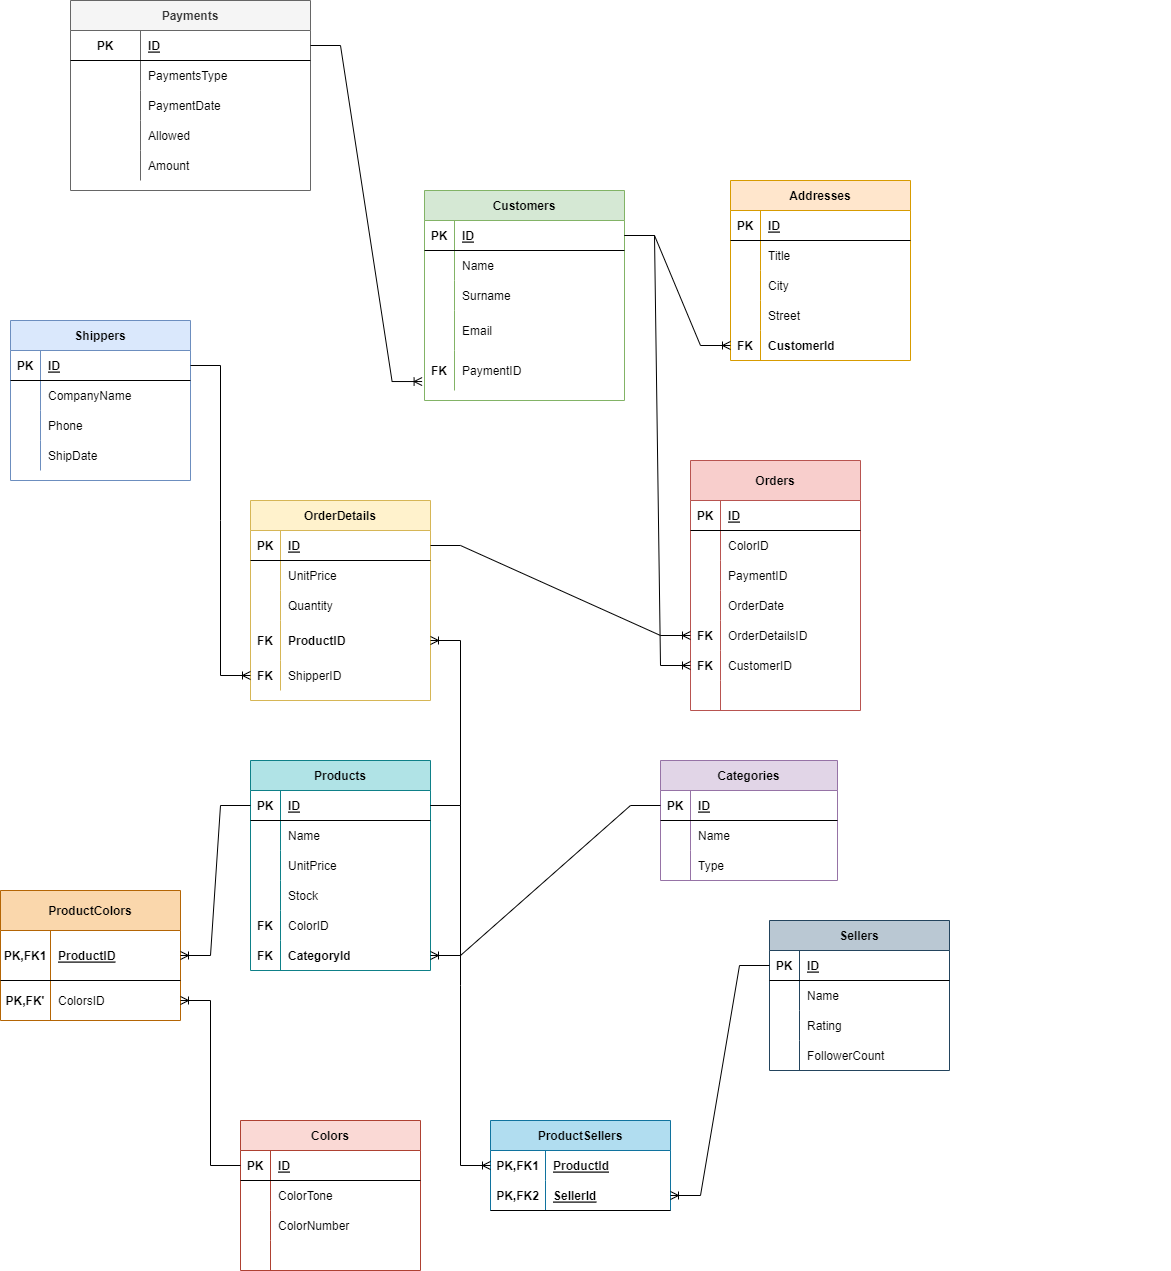 Payments
PK ID
PaymentsType
PaymentDate
Allowed
Amount
Customers
PK ID
Name
Surname
Email
FK PaymentID
Addresses
PK ID
Title
City
Street
FK CustomerId
Shippers
PK ID
CompanyName
Phone
ShipDate
OrderDetails
PK ID
UnitPrice
Quantity
FK ProductID
FK ShipperID
Orders
PK ID
ColorID
PaymentID
OrderDate
FK OrderDetailsID
FK CustomerID
Products
PK ID
Name
UnitPrice
Stock
FK ColorID
FK CategoryId
Categories
PK ID
Name
Type
ProductColors
PK,FK1 ProductID
PK,FK' ColorsID
Sellers
PK ID
Name
Rating
FollowerCount
Colors
PK ID
ColorTone
ColorNumber
ProductSellers
PK,FK1 ProductId
PK,FK2 SellerId